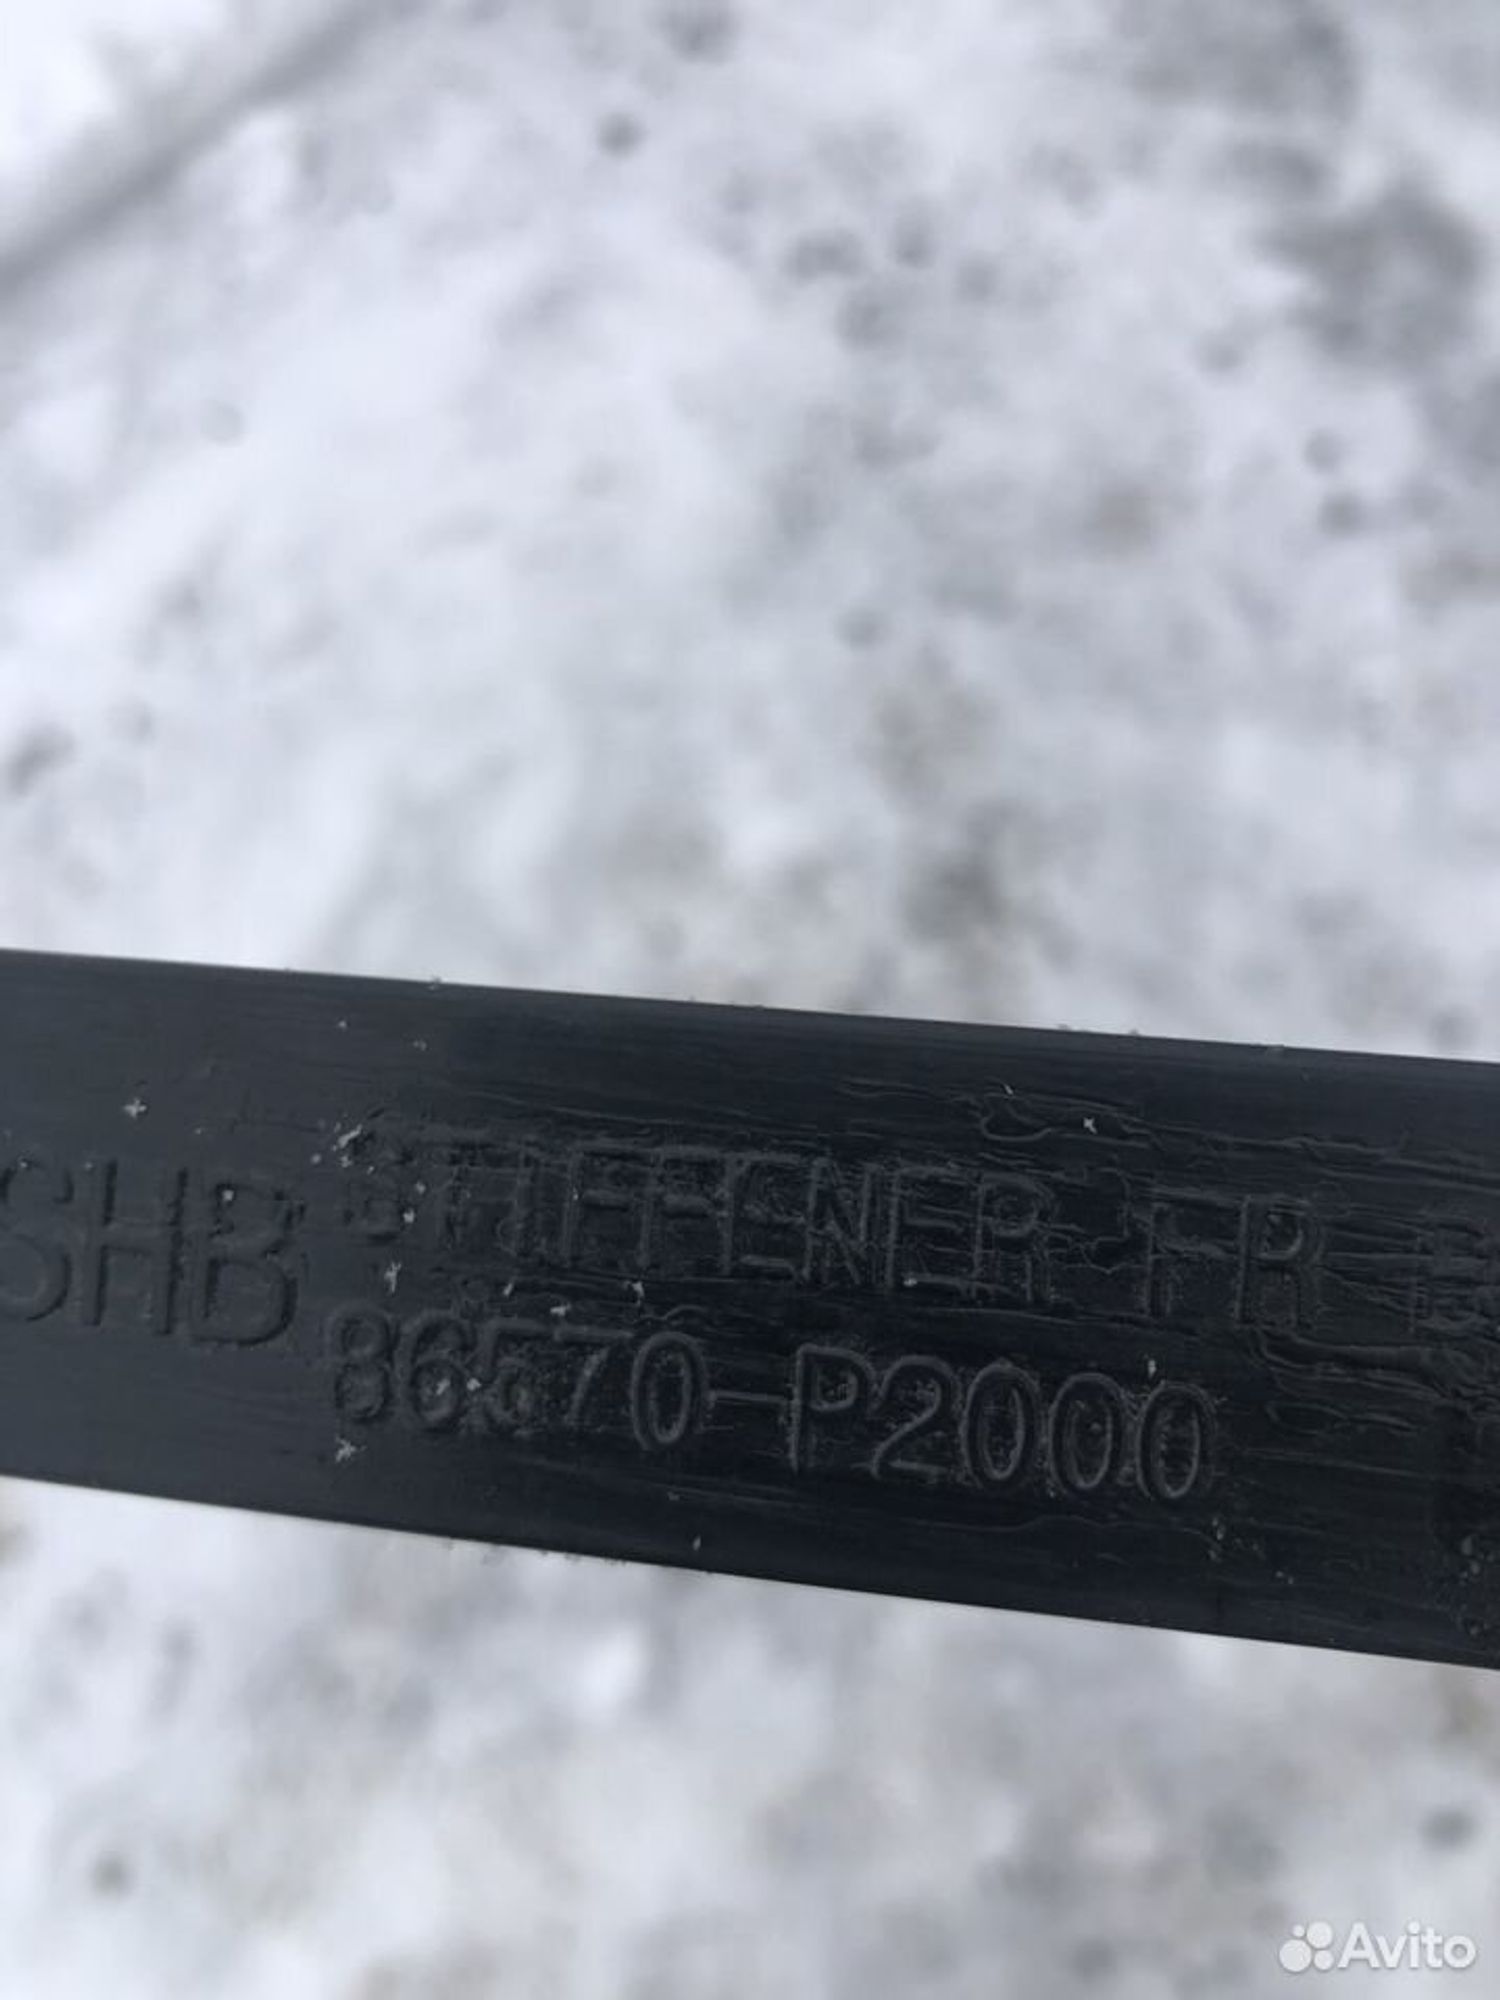 SHB
STIFFENER-FR B
86570-P2000
Avito